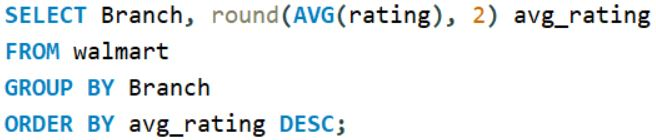 SELECT Branch, round(AVG(rating), 2) avg_rating
FROM walmart
GROUP BY Branch
ORDER BY avg_rating DESC;